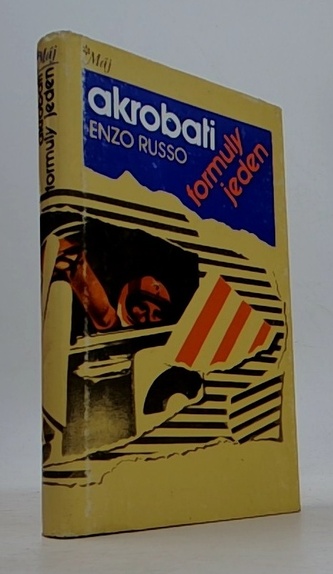 *Máj
akrobati
formuly jeden
*Máj
akrobati
ENZO RUSSO
formuly
jeden